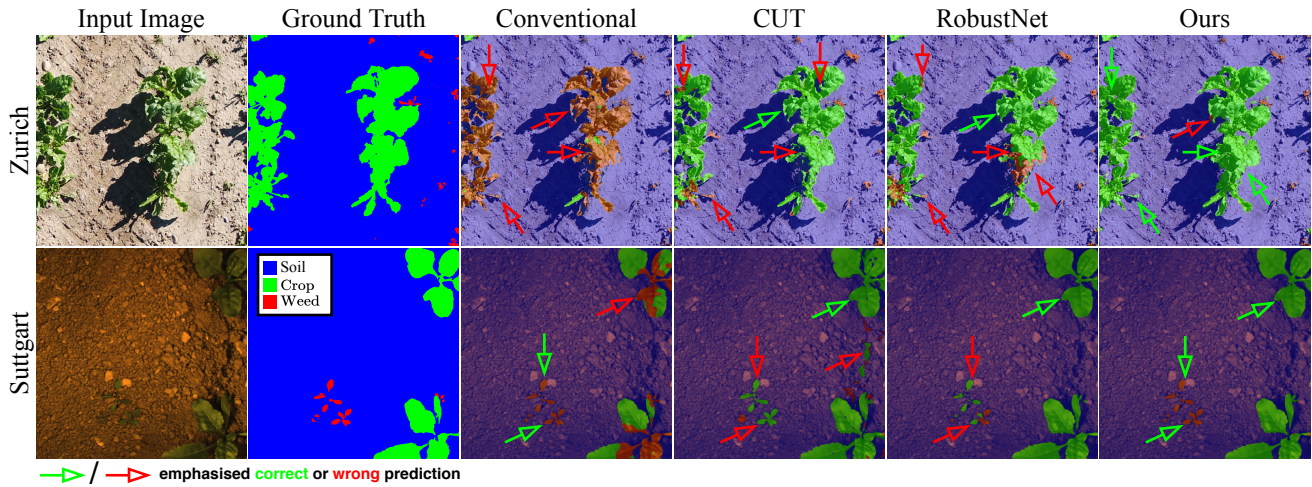 Input Image Ground Truth Conventional CUT RobustNet Ours
Zurich
Suttgart
Soil
Crop
Weed
/ emphasised correct or wrong prediction